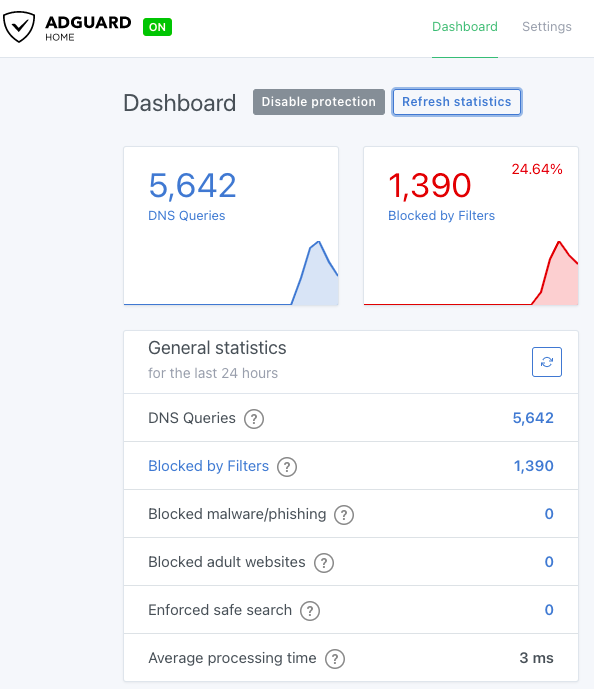 ADGUARD
HOME
ON
Dashboard
Settings
Dashboard
Disable protection
Refresh statistics
5,642
DNS Queries
24.64%
1,390
Blocked by Filters
General statistics
for the last 24 hours
DNS Queries ? 5,642
Blocked by Filters ? 1,390
Blocked malware/phishing ? 0
Blocked adult websites ? 0
Enforced safe search ? 0
Average processing time ? 3 ms